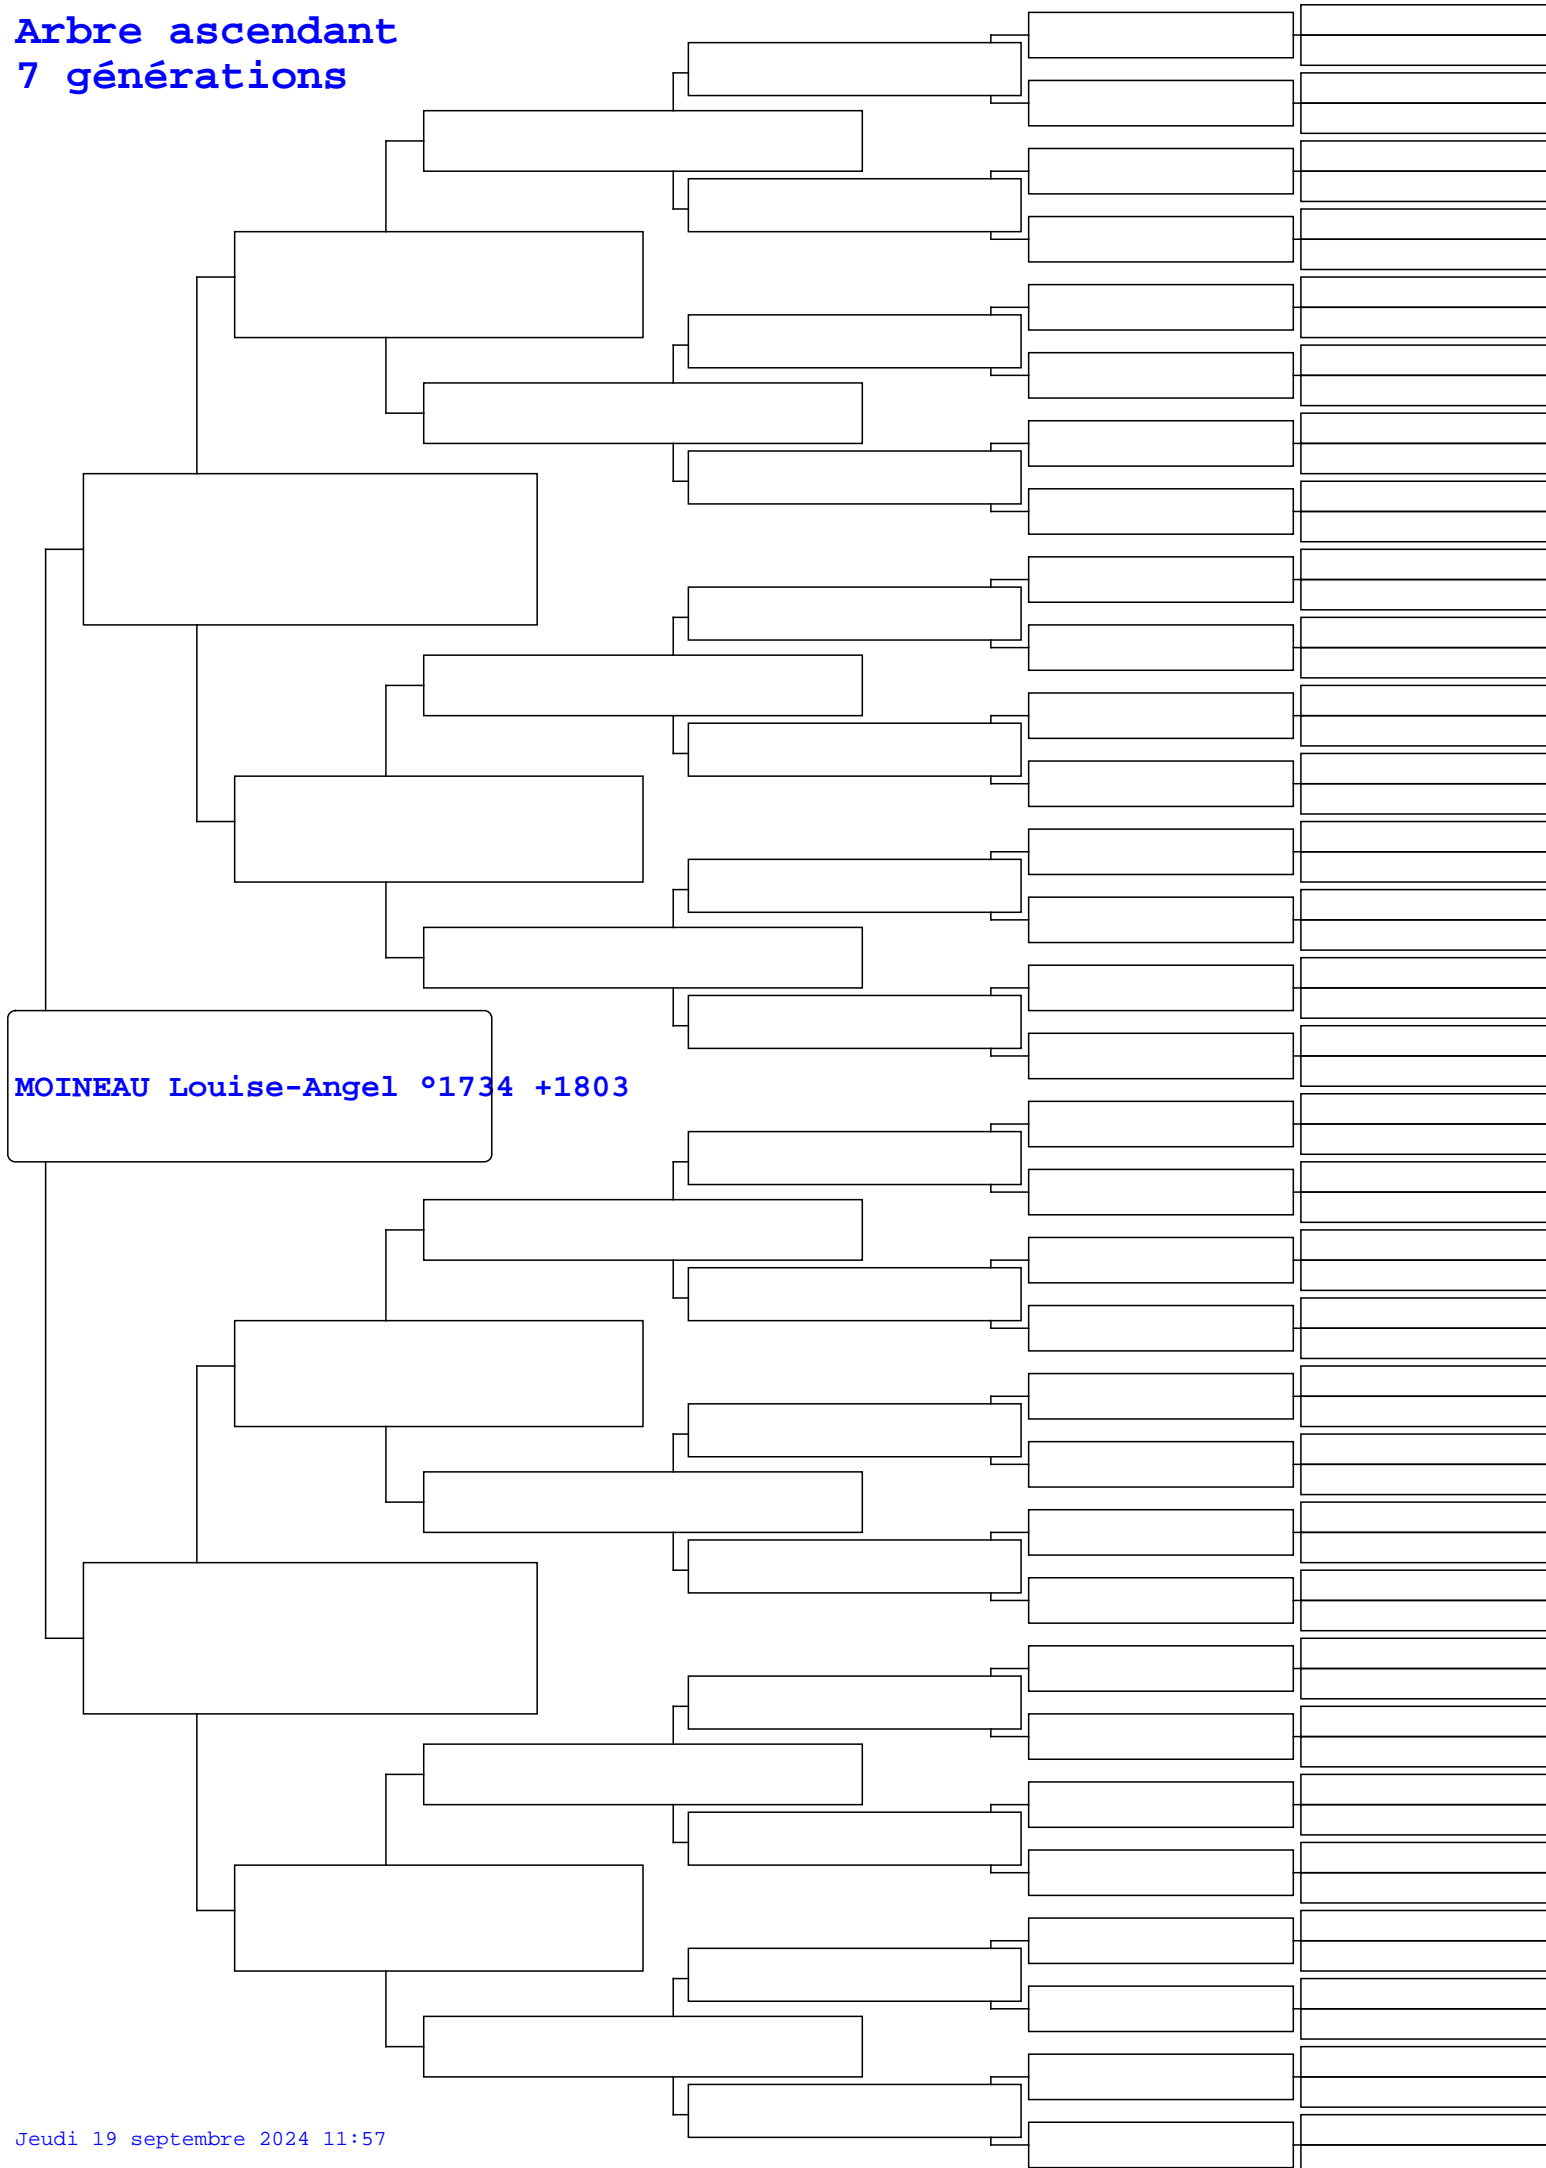 Arbre ascendant
7 générations
MOINEAU Louise-Angel °1734 +1803
Jeudi 19 septembre 2024 11:57